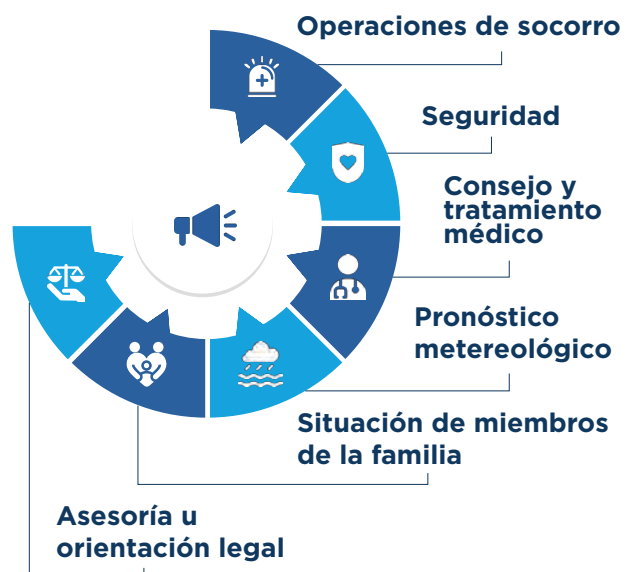 Operaciones de socorro
Seguridad
Consejo y
tratamiento
médico
Pronóstico
metereológico
Situación de miembros
de la familia
Asesoría u
orientación legal